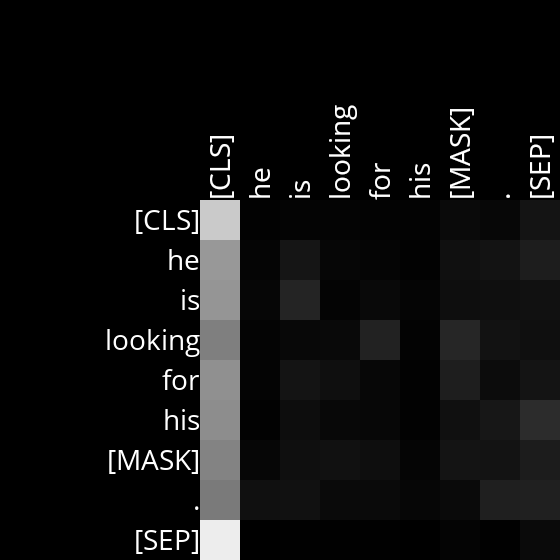 [CLS] he is looking for his [MASK] . [SEP]
[CLS]
he
is
looking
for
his
[MASK]
.
[SEP]